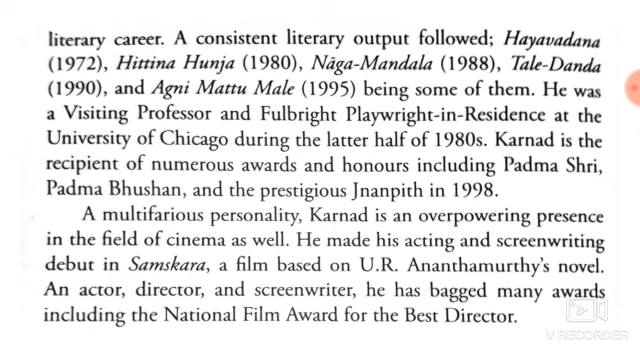 literary career. A consistent literary output followed; Hayavadana
(1972), Hittina Hunja (1980), Nāga-Mandala (1988), Tale-Danda
(1990), and Agni Mattu Male (1995) being some of them. He was
a Visiting Professor and Fulbright Playwright-in-Residence at the
University of Chicago during the latter half of 1980s. Karnad is the
recipient of numerous awards and honours including Padma Shri,
Padma Bhushan, and the prestigious Jnanpith in 1998.
A multifarious personality, Karnad is an overpowering presence
in the field of cinema as well. He made his acting and screenwriting
debut in Samskara, a film based on U.R. Ananthamurthy's novel.
An actor, director, and screenwriter, he has bagged many awards
including the National Film Award for the Best Director.
V RECORDER